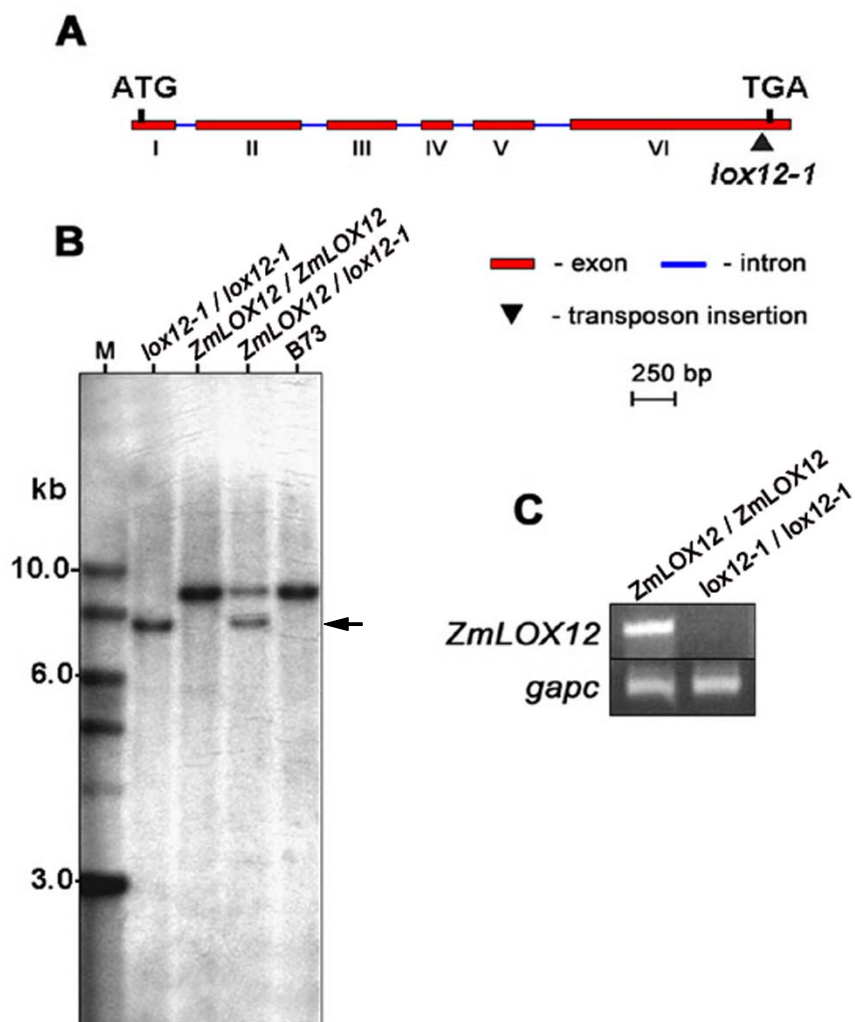 A
ATG TGA
I II III IV V VI
lox12-1
B
M lox12-1 / lox12-1 ZmLOX12 / ZmLOX12 ZmLOX12 / lox12-1 B73
- exon - intron
- transposon insertion
250 bp
kb
10.0
6.0
3.0
C
ZmLOX12 / ZmLOX12 lox12-1 / lox12-1
ZmLOX12
gapc